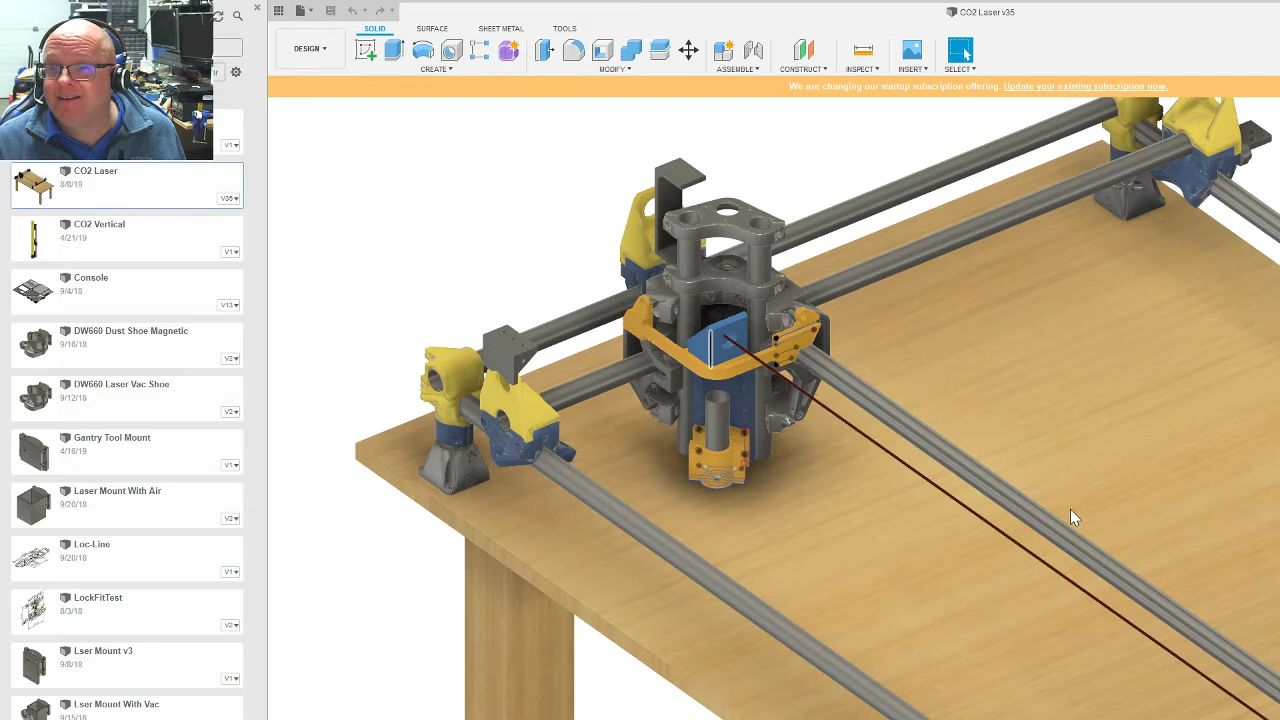 CO2 Laser v35
SOLID SURFACE SHEET METAL TOOLS
DESIGN
CREATE MODIFY ASSEMBLE CONSTRUCT INSPECT INSERT SELECT
We are changing our startup subscription offering. Update your existing subscription now.
V1
CO2 Laser
8/8/19
V35
CO2 Vertical
4/21/19
V1
Console
9/4/18
V13
DW660 Dust Shoe Magnetic
9/16/18
V2
DW660 Laser Vac Shoe
9/12/18
V2
Gantry Tool Mount
4/16/19
V1
Laser Mount With Air
9/20/18
V2
Loc-Line
9/20/18
V1
LockFitTest
8/3/18
V2
Lser Mount v3
9/8/18
V1
Lser Mount With Vac
9/15/18